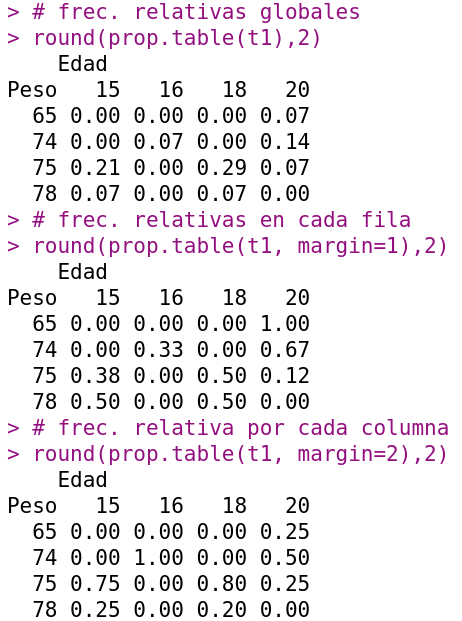 > # frec. relativas globales
> round(prop.table(t1),2)
    Edad
Peso   15   16   18   20
  65 0.00 0.00 0.00 0.07
  74 0.00 0.07 0.00 0.14
  75 0.21 0.00 0.29 0.07
  78 0.07 0.00 0.07 0.00
> # frec. relativas en cada fila
> round(prop.table(t1, margin=1),2)
    Edad
Peso   15   16   18   20
  65 0.00 0.00 0.00 1.00
  74 0.00 0.33 0.00 0.67
  75 0.38 0.00 0.50 0.12
  78 0.50 0.00 0.50 0.00
> # frec. relativa por cada columna
> round(prop.table(t1, margin=2),2)
    Edad
Peso   15   16   18   20
  65 0.00 0.00 0.00 0.25
  74 0.00 1.00 0.00 0.50
  75 0.75 0.00 0.80 0.25
  78 0.25 0.00 0.20 0.00